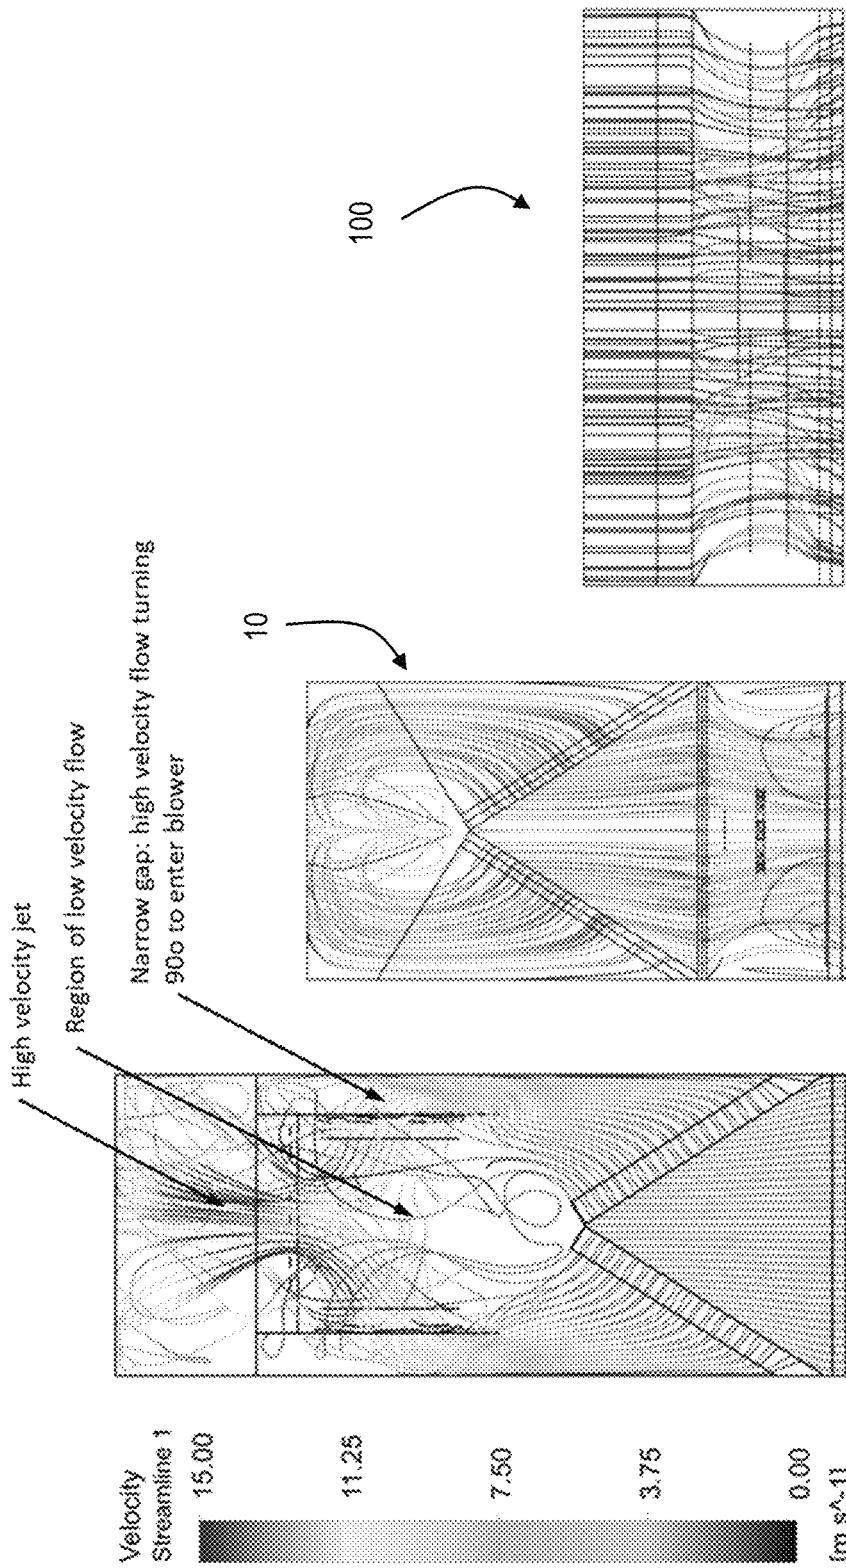 High velocity jet
Region of low velocity flow
Narrow gap: high velocity flow turning
90o to enter blower
10
100
Velocity
Streamline 1
15.00
11.25
7.50
3.75
0.00
[m s^-1]